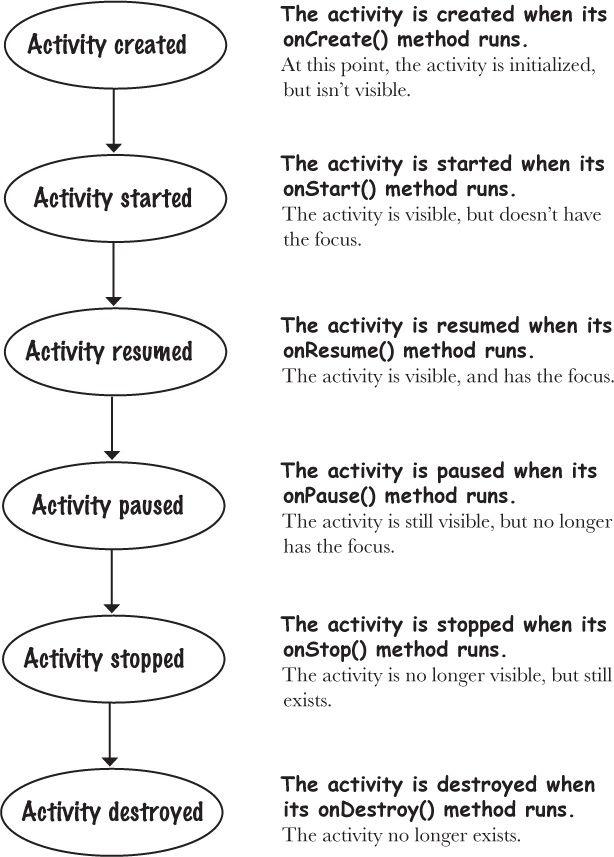 Activity created
The activity is created when its
onCreate() method runs.
At this point, the activity is initialized,
but isn’t visible.
Activity started
The activity is started when its
onStart() method runs.
The activity is visible, but doesn’t have
the focus.
Activity resumed
The activity is resumed when its
onResume() method runs.
The activity is visible, and has the focus.
Activity paused
The activity is paused when its
onPause() method runs.
The activity is still visible, but no longer
has the focus.
Activity stopped
The activity is stopped when its
onStop() method runs.
The activity is no longer visible, but still
exists.
Activity destroyed
The activity is destroyed when
its onDestroy() method runs.
The activity no longer exists.